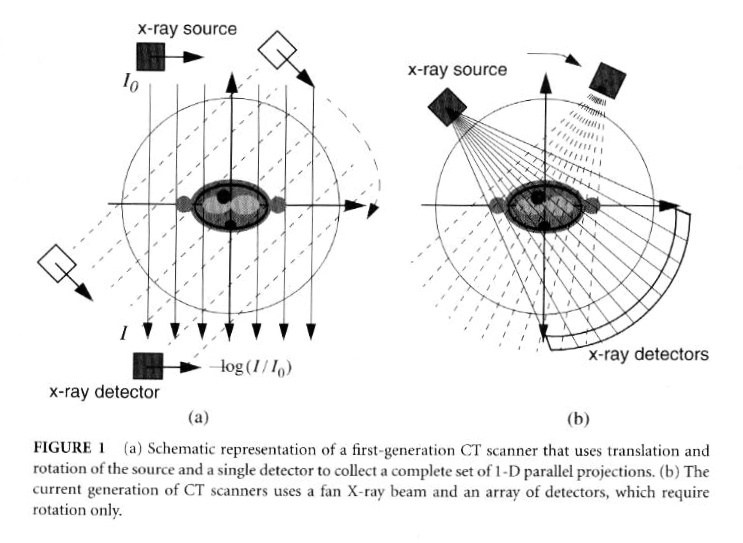 x-ray source
I0
I
-log(I/I0)
x-ray detector
(a)
x-ray source
x-ray detectors
(b)
FIGURE 1 (a) Schematic representation of a first-generation CT scanner that uses translation and
rotation of the source and a single detector to collect a complete set of 1-D parallel projections. (b) The
current generation of CT scanners uses a fan X-ray beam and an array of detectors, which require
rotation only.